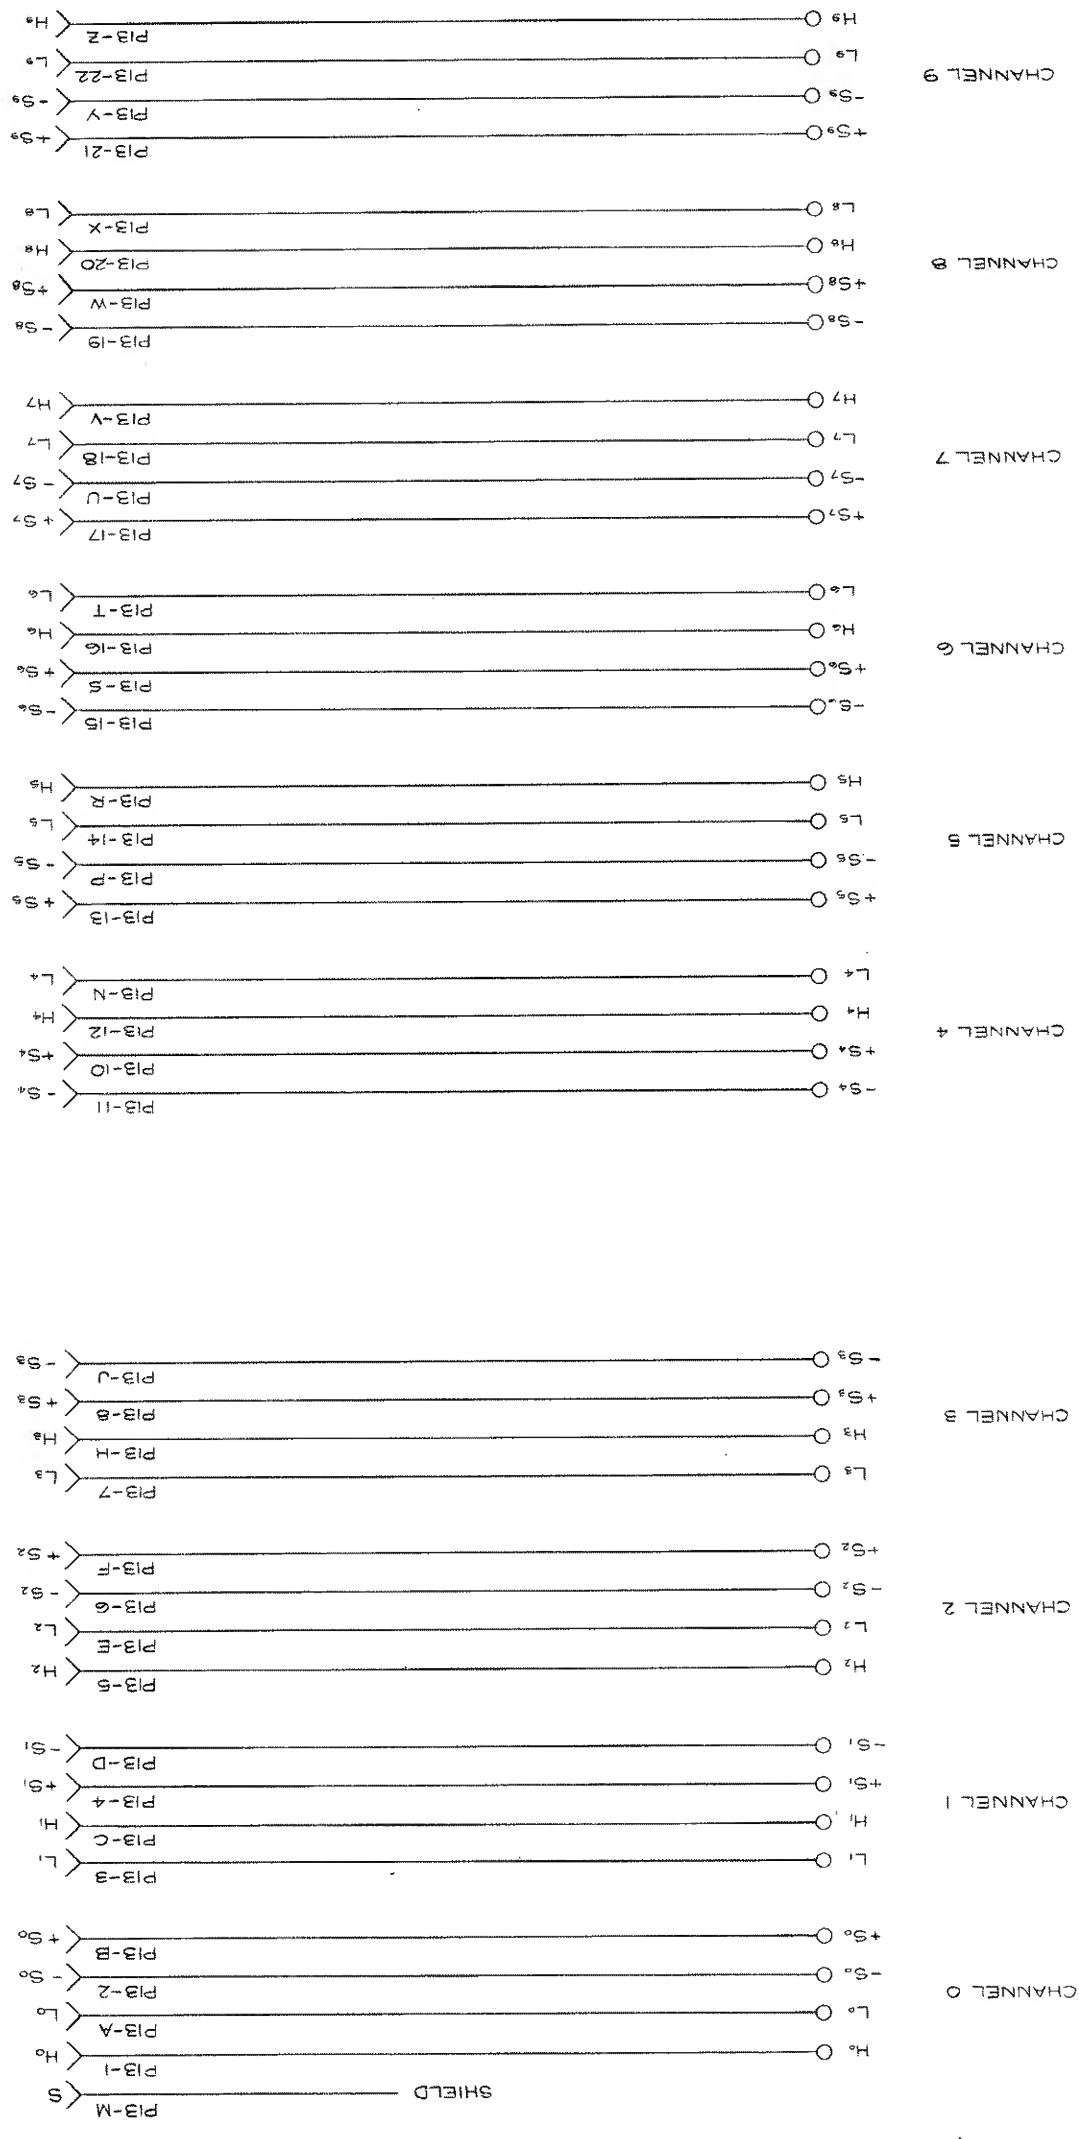 SHIELD P13-M S
CHANNEL 0
H₀ P13-1 H₀
L₀ P13-A L₀
-S₀ P13-2 -S₀
+S₀ P13-B +S₀
CHANNEL 1
L₁ P13-3 L₁
H₁ P13-C H₁
+S₁ P13-4 +S₁
-S₁ P13-D -S₁
CHANNEL 2
H₂ P13-5 H₂
L₂ P13-E L₂
-S₂ P13-6 -S₂
+S₂ P13-F +S₂
CHANNEL 3
L₃ P13-7 L₃
H₃ P13-H H₃
+S₃ P13-8 +S₃
-S₃ P13-J -S₃
CHANNEL 4
-S₄ P13-11 -S₄
+S₄ P13-10 +S₄
H₄ P13-12 H₄
L₄ P13-N L₄
CHANNEL 5
+S₅ P13-13 +S₅
-S₅ P13-P -S₅
L₅ P13-14 L₅
H₅ P13-R H₅
CHANNEL 6
-S₆ P13-15 -S₆
+S₆ P13-S +S₆
H₆ P13-16 H₆
L₆ P13-T L₆
CHANNEL 7
+S₇ P13-17 +S₇
-S₇ P13-U -S₇
L₇ P13-18 L₇
H₇ P13-V H₇
CHANNEL 8
-S₈ P13-19 -S₈
+S₈ P13-W +S₈
H₈ P13-20 H₈
L₈ P13-X L₈
CHANNEL 9
+S₉ P13-21 +S₉
-S₉ P13-Y -S₉
L₉ P13-22 L₉
H₉ P13-Z H₉